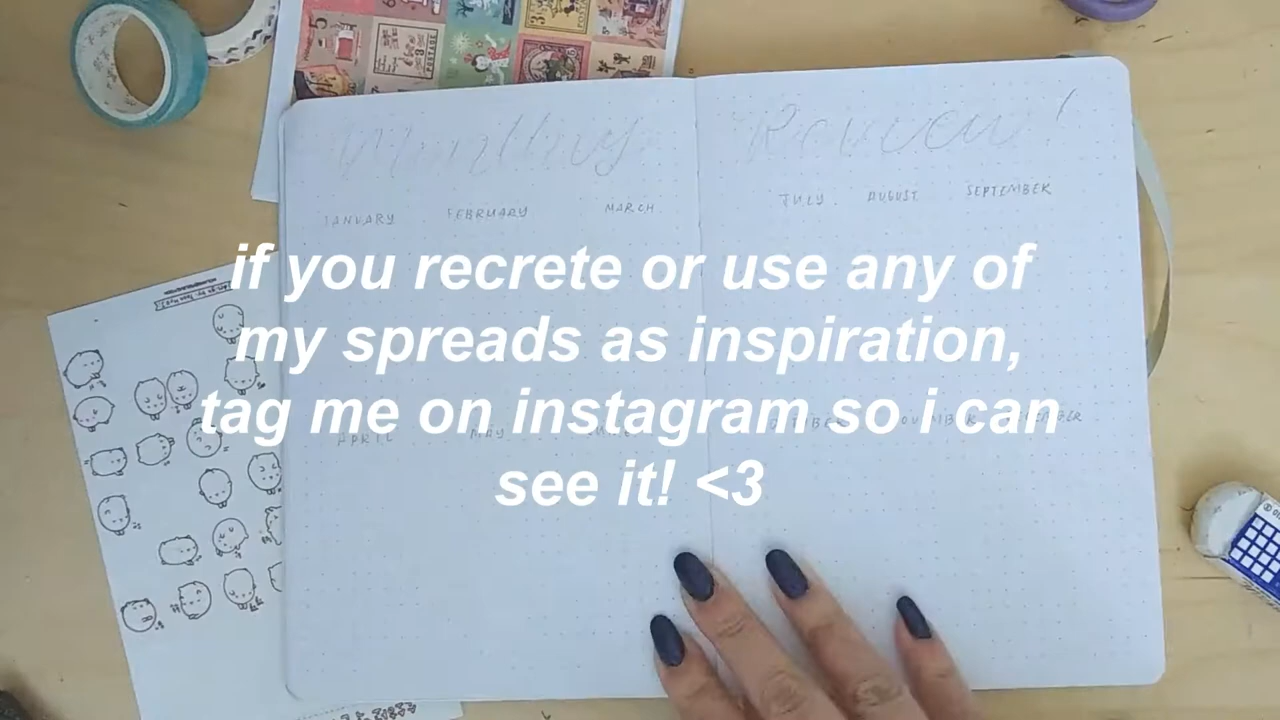 POSTAGE
Monthly Review!
JANUARY FEBRUARY MARCH
JULY AUGUST SEPTEMBER
if you recrete or use any of
my spreads as inspiration,
tag me on instagram so i can
see it! <3
APRIL MAY